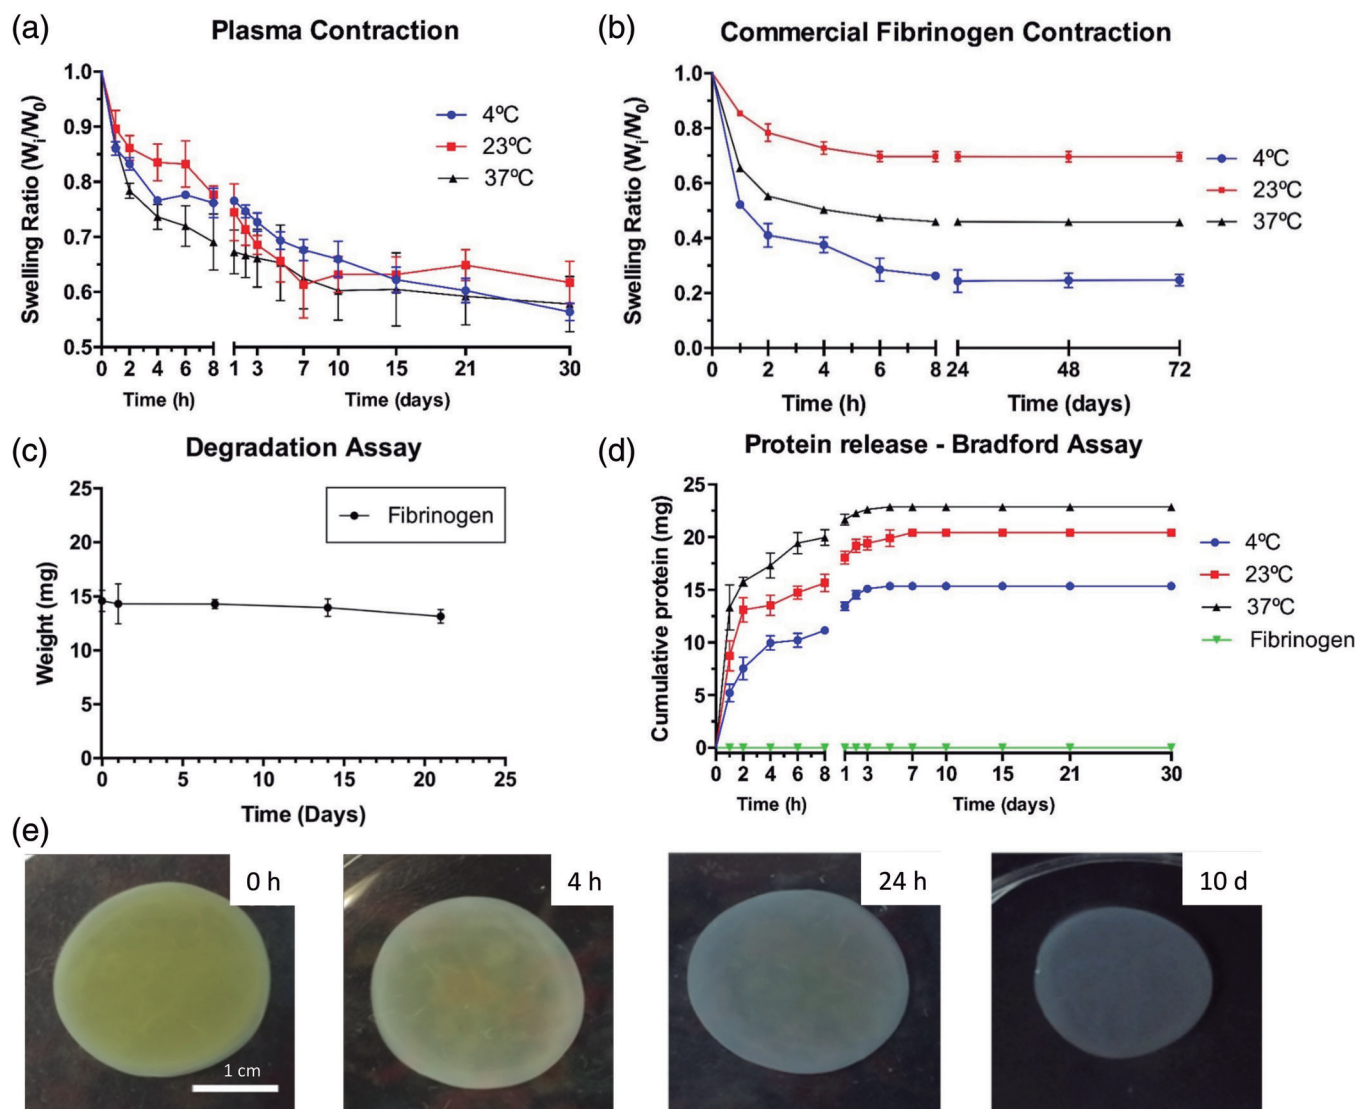 (a)
Plasma Contraction
Swelling Ratio (Wi/W0)
1.0
0.9
0.8
0.7
0.6
0.5
4ºC
23ºC
37ºC
0 2 4 6 8 1 3 7 10 15 21 30
Time (h) Time (days)
(b)
Commercial Fibrinogen Contraction
Swelling Ratio (Wi/W0)
1.0
0.8
0.6
0.4
0.2
0.0
4ºC
23ºC
37ºC
0 2 4 6 8 24 48 72
Time (h) Time (days)
(c)
Degradation Assay
Weight (mg)
25
20
15
10
5
0
Fibrinogen
0 5 10 15 20 25
Time (Days)
(d)
Protein release - Bradford Assay
Cumulative protein (mg)
25
20
15
10
5
0
4ºC
23ºC
37ºC
Fibrinogen
0 2 4 6 8 1 3 7 10 15 21 30
Time (h) Time (days)
(e)
0 h
1 cm
4 h
24 h
10 d